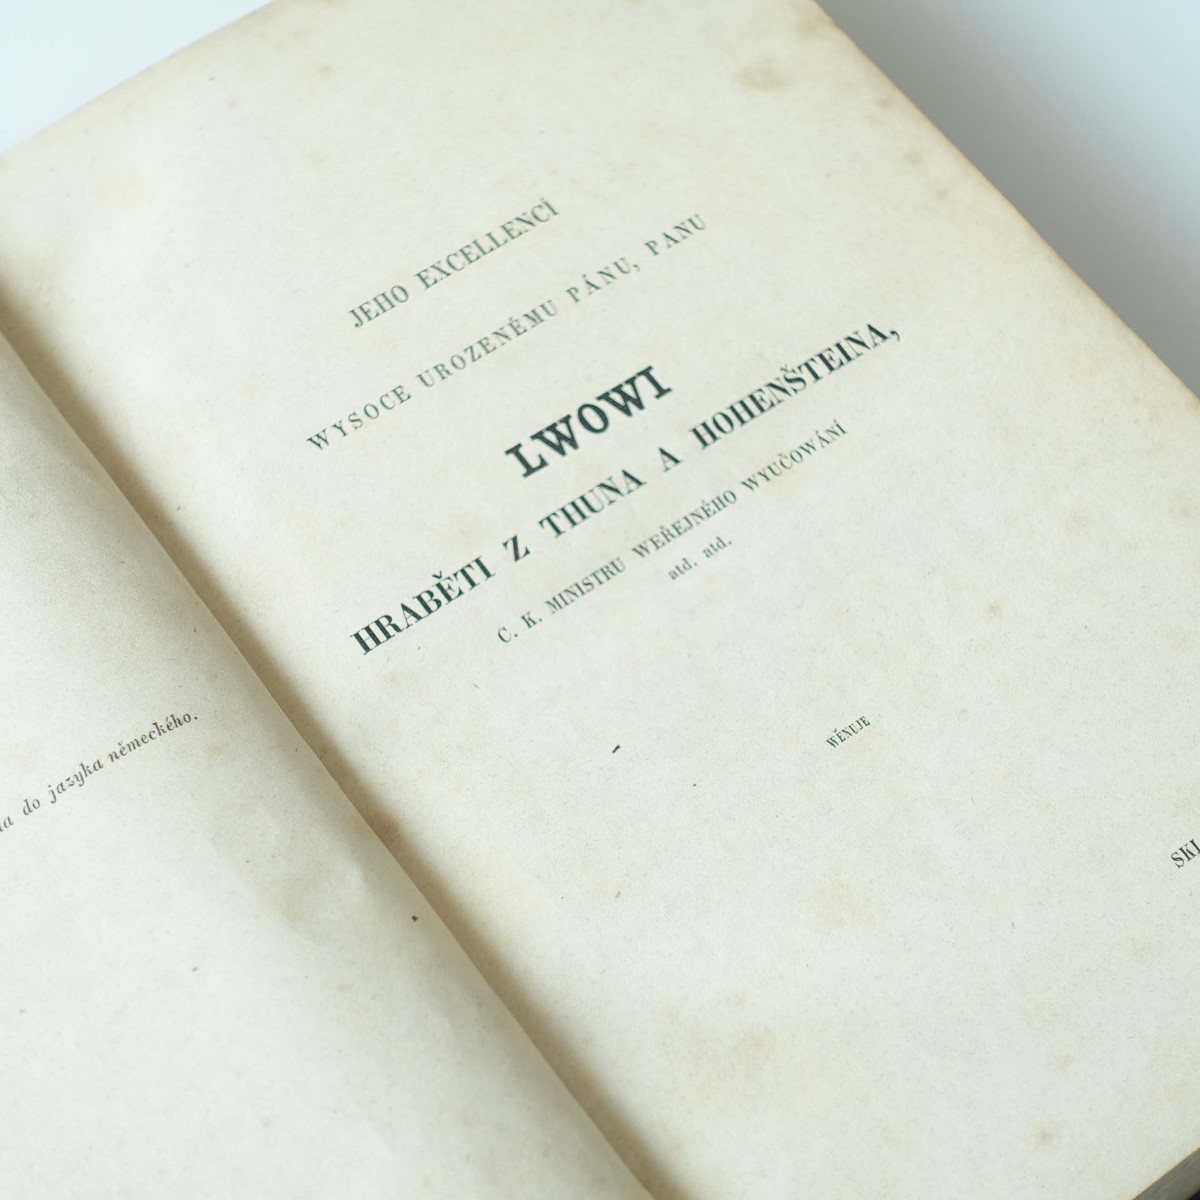 do jazyka německého.
JEHO EXCELLENCÍ
WYSOCE UROZENÉMU PÁNU, PANU
LWOWI
HRABĚTI Z THUNA A HOHENŠTEINA,
C. K. MINISTRU WEŘEJNÉHO WYUČOWÁNÍ
atd. atd.
WĚNUJE